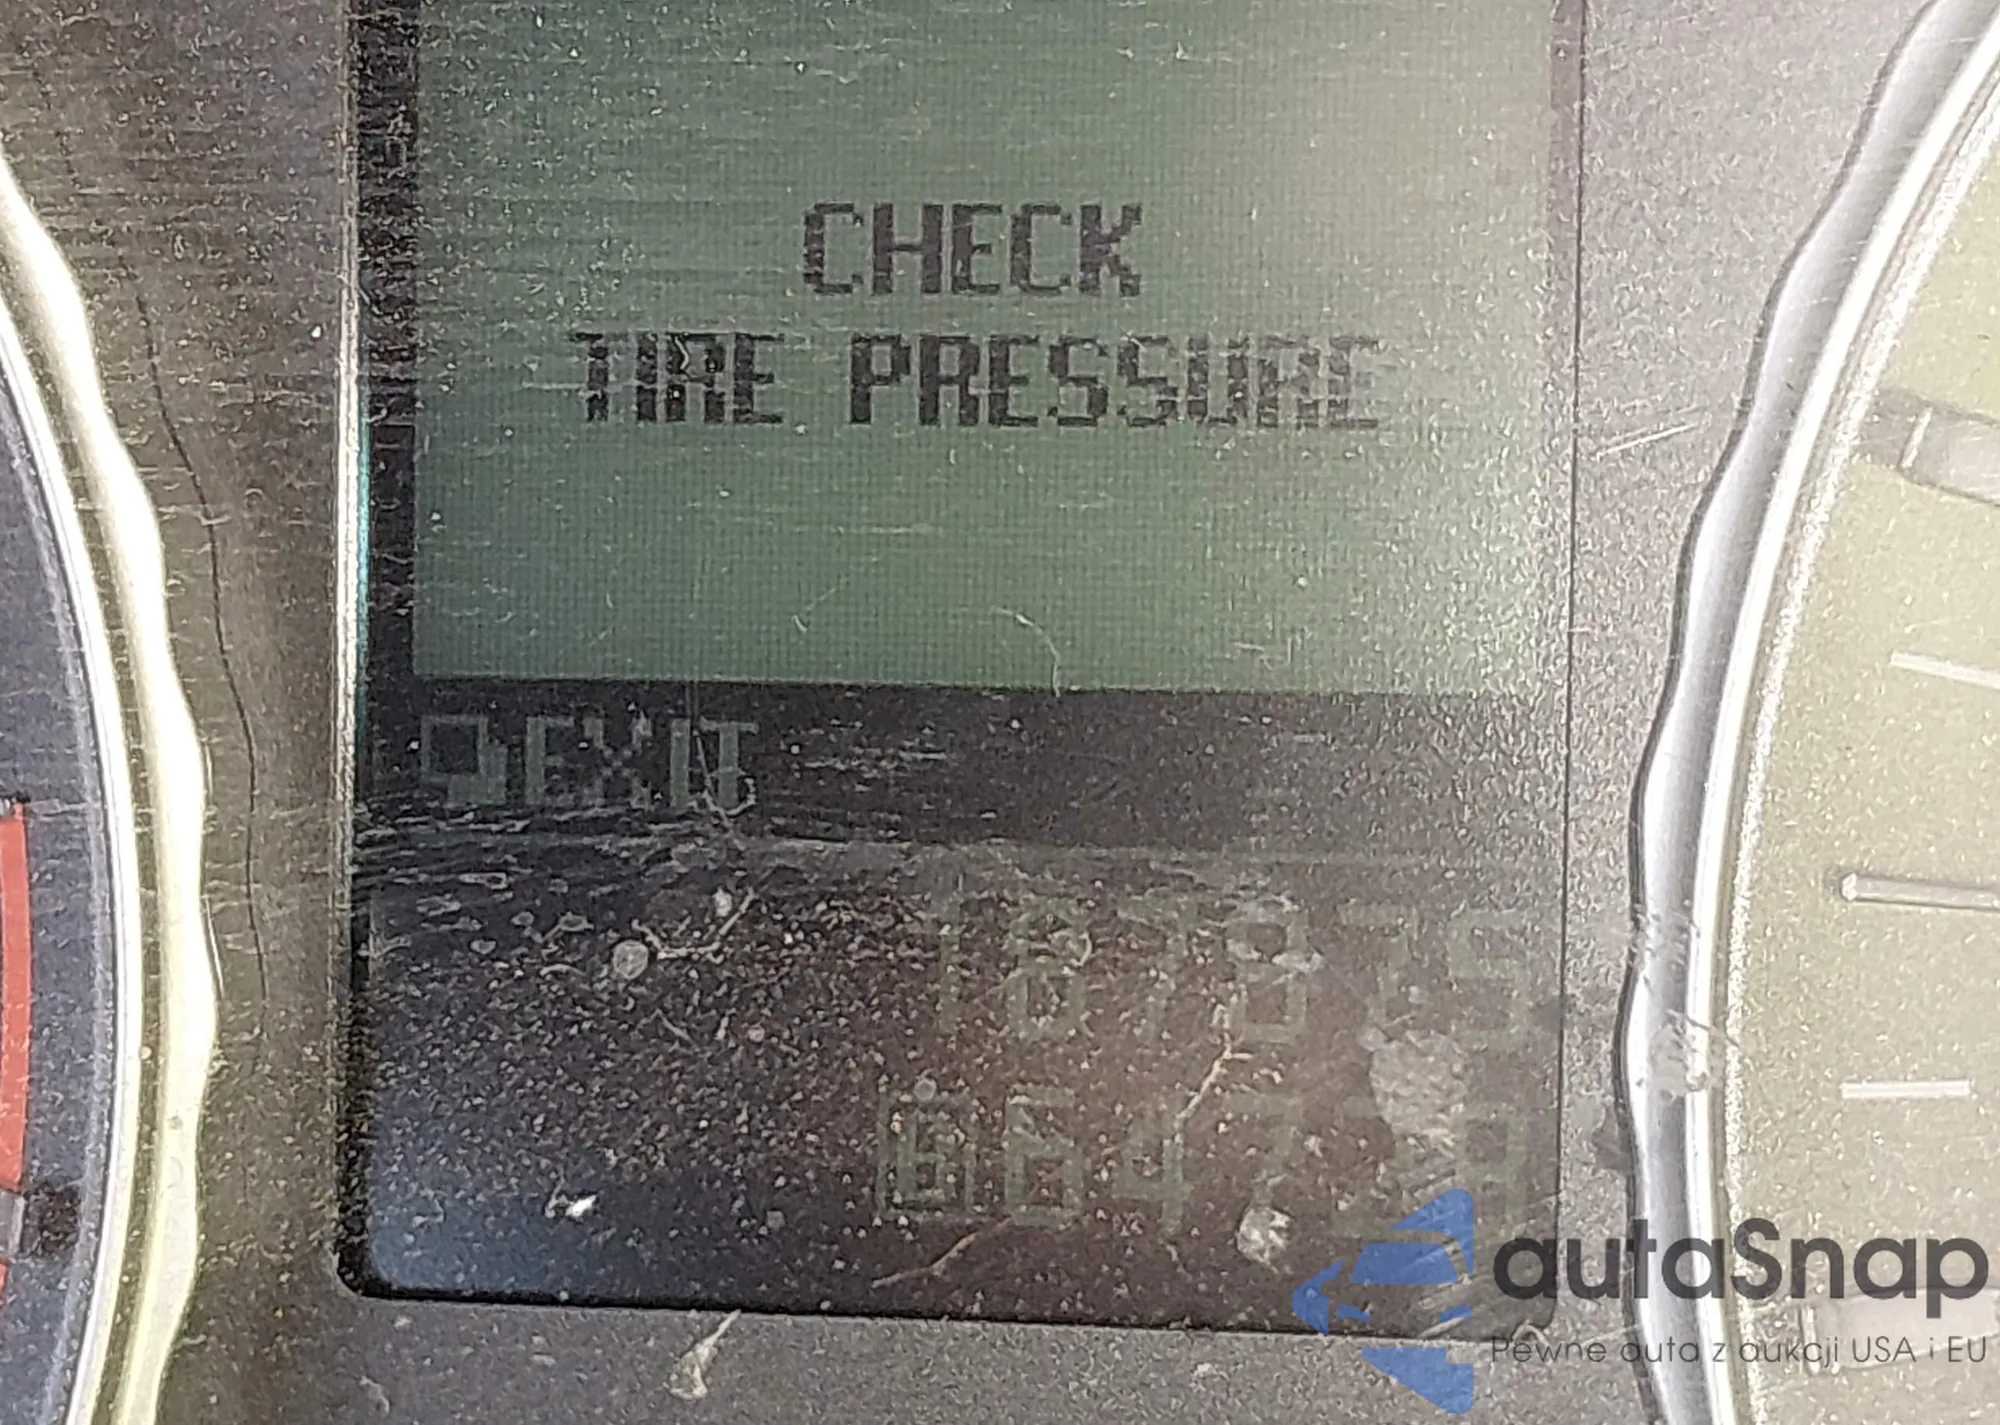 CHECK
TIRE PRESSURE
EXIT
autaSnap
Pewne auta z aukcji USA i EU